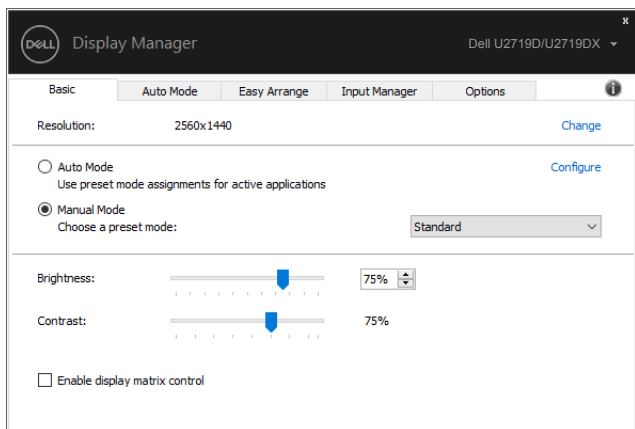 x
DELL Display Manager Dell U2719D/U2719DX
Basic Auto Mode Easy Arrange Input Manager Options i
Resolution: 2560x1440 Change
Auto Mode Configure
Use preset mode assignments for active applications
Manual Mode
Choose a preset mode: Standard
Brightness: 75%
Contrast: 75%
Enable display matrix control